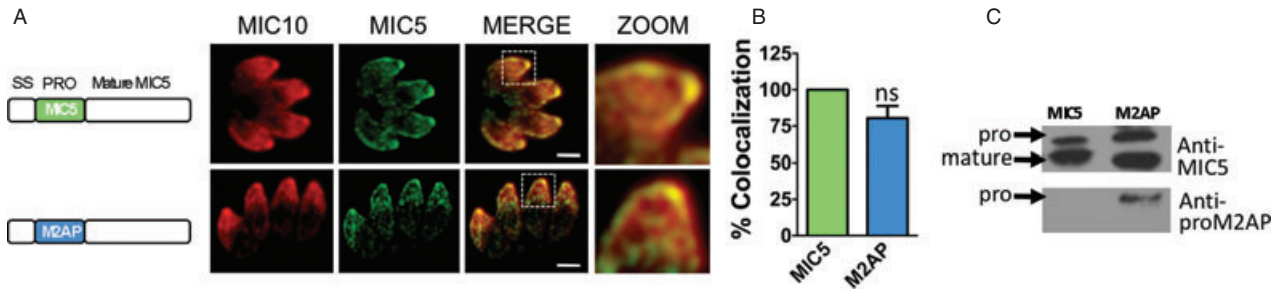 A
MIC10 MIC5 MERGE ZOOM
SS PRO Mature MIC5
MIC5
M2AP
B
% Colocalization
125
100
75
50
25
0
ns
MIC5
M2AP
C
MIC5 M2AP
pro
mature
Anti-
MIC5
pro
Anti-
proM2AP